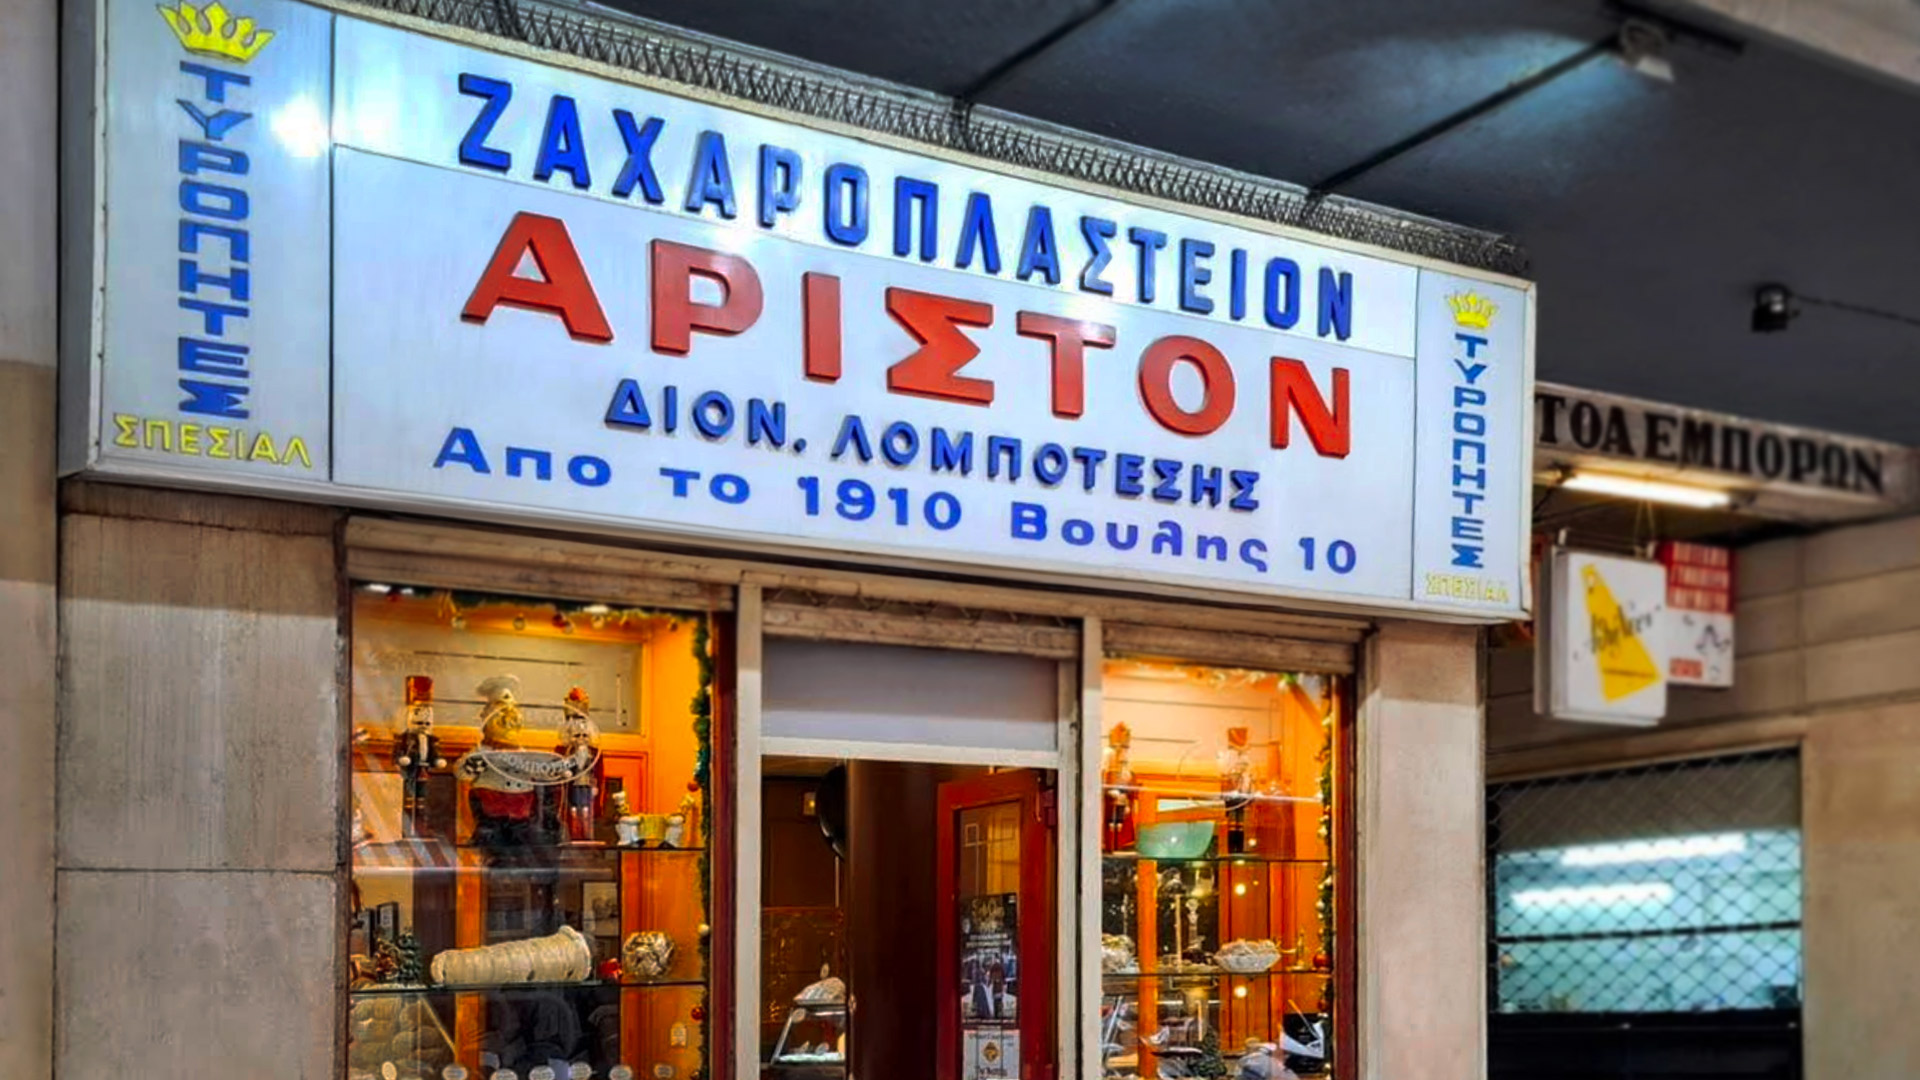 ΤΥΡΟΠΗΤΕΣ
ΣΠΕΣΙΑΛ
ΖΑΧΑΡΟΠΛΑΣΤΕΙΟΝ
ΑΡΙΣΤΟΝ
ΔΙΟΝ. ΛΟΜΠΟΤΕΣΗΣ
Απο το 1910 Βουλης 10
ΤΥΡΟΠΗΤΕΣ
ΣΠΕΣΙΑΛ
ΤΟΑ ΕΜΠΟΡΩΝ